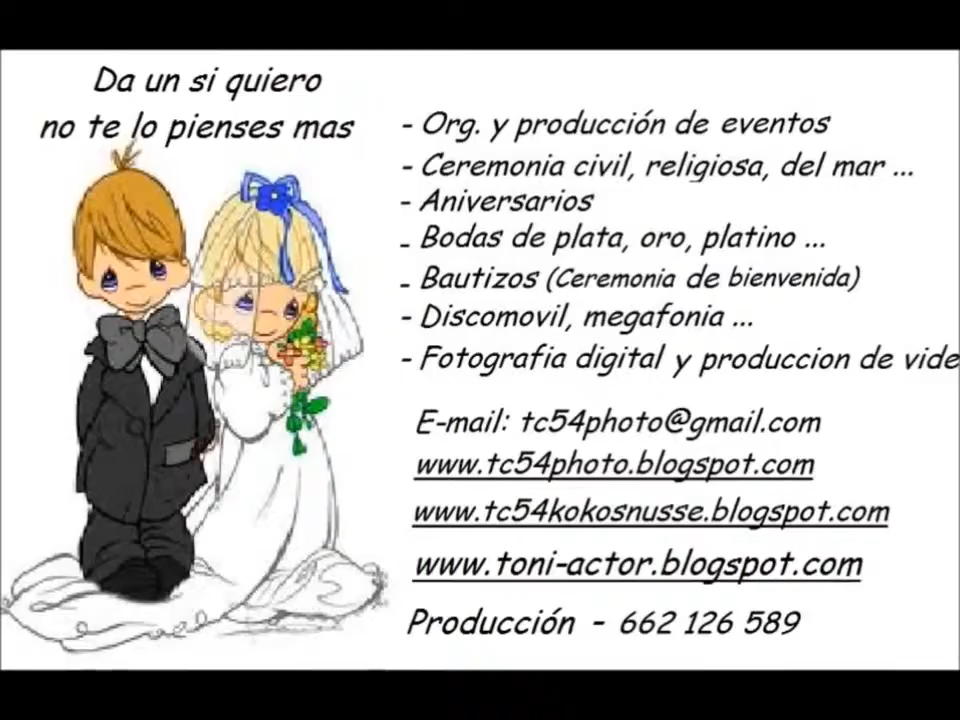 Da un si quiero
no te lo pienses mas
- Org. y producción de eventos
- Ceremonia civil, religiosa, del mar ...
- Aniversarios
- Bodas de plata, oro, platino ...
- Bautizos (Ceremonia de bienvenida)
- Discomovil, megafonia ...
- Fotografia digital y produccion de vide
E-mail: tc54photo@gmail.com
www.tc54photo.blogspot.com
www.tc54kokosnusse.blogspot.com
www.toni-actor.blogspot.com
Producción - 662 126 589